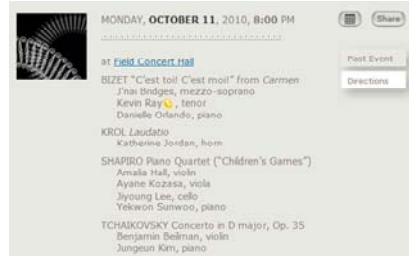 MONDAY, OCTOBER 11, 2010, 8:00 PM
Share
at Field Concert Hall
Past Event
Directions
BIZET "C'est toi! C'est moi!" from Carmen
J'nai Bridges, mezzo-soprano
Kevin Ray, tenor
Danielle Orlando, piano
KROL Laudatio
Katherine Jordan, horn
SHAPIRO Piano Quartet ("Children's Games")
Amalia Hall, violin
Ayane Kozasa, viola
Jiyoung Lee, cello
Yekwon Sunwoo, piano
TCHAIKOVSKY Concerto in D major, Op. 35
Benjamin Beilman, violin
Jungeun Kim, piano